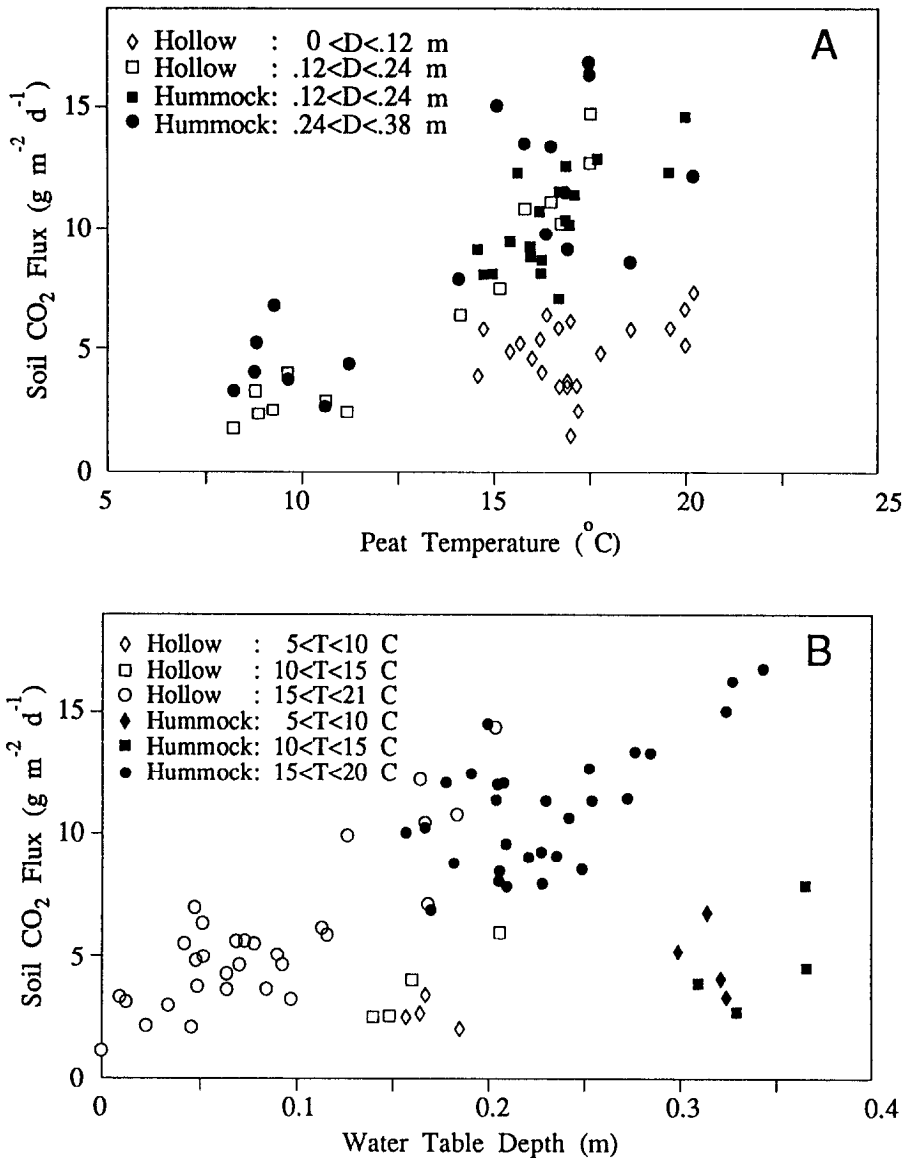 A
Hollow : 0 <D<.12 m
Hollow : .12<D<.24 m
Hummock: .12<D<.24 m
Hummock: .24<D<.38 m
Soil CO2 Flux (g m-2 d-1)
15
10
5
0
5 10 15 20 25
Peat Temperature (°C)
B
Hollow : 5<T<10 C
Hollow : 10<T<15 C
Hollow : 15<T<21 C
Hummock: 5<T<10 C
Hummock: 10<T<15 C
Hummock: 15<T<20 C
Soil CO2 Flux (g m-2 d-1)
15
10
5
0
0 0.1 0.2 0.3 0.4
Water Table Depth (m)